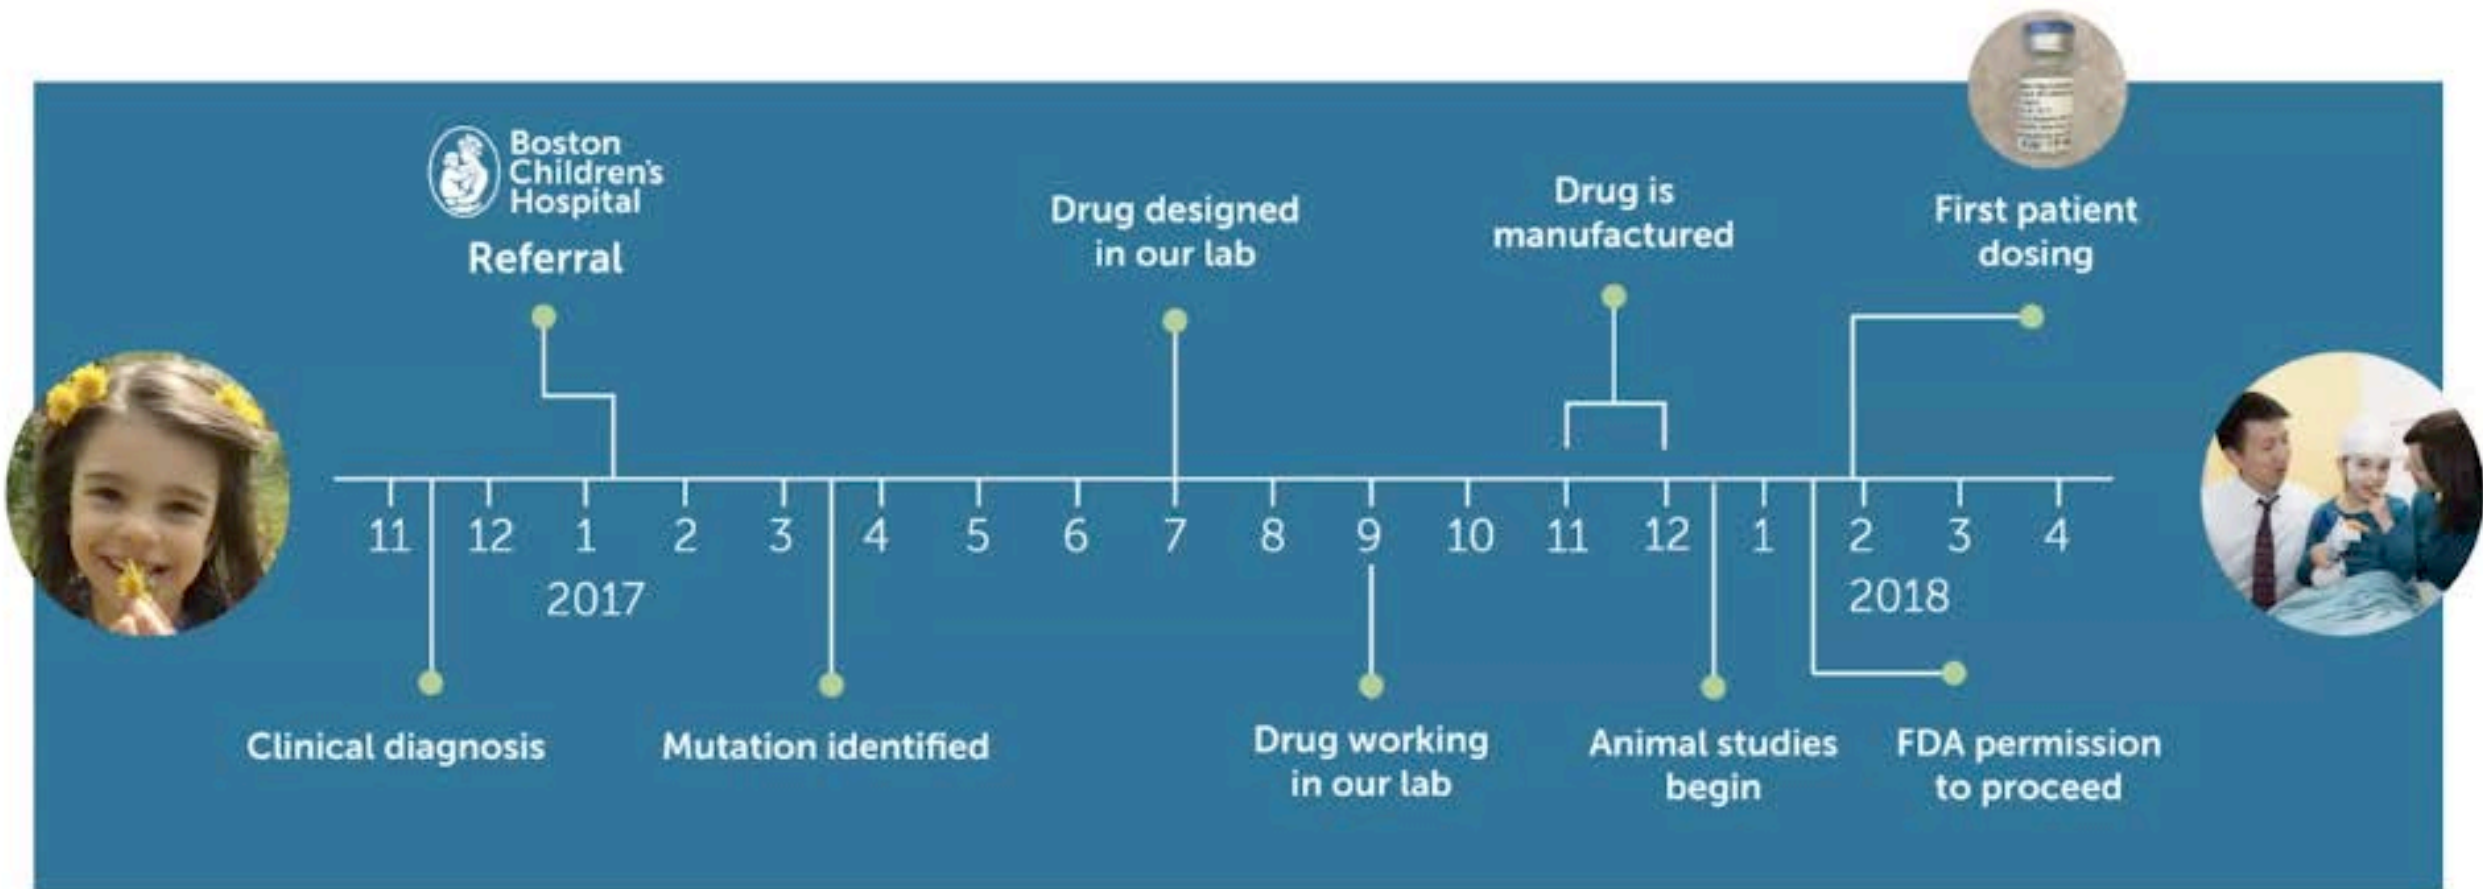 Boston
Children's
Hospital
Referral
Drug designed
in our lab
Drug is
manufactured
First patient
dosing
11 12 1 2 3 4 5 6 7 8 9 10 11 12 1 2 3 4
2017 2018
Clinical diagnosis
Mutation identified
Drug working
in our lab
Animal studies
begin
FDA permission
to proceed